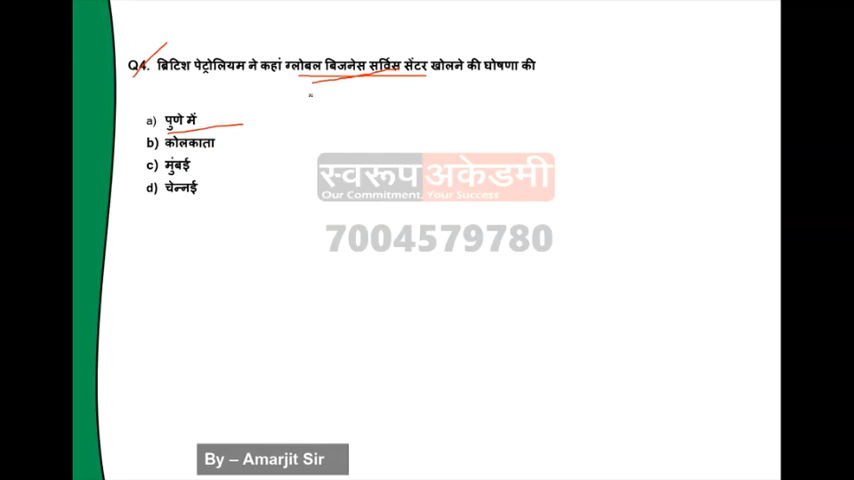 Q4. ब्रिटिश पेट्रोलियम ने कहां ग्लोबल बिजनेस सर्विस सेंटर खोलने की घोषणा की
a) पुणे में
b) कोलकाता
c) मुंबई
d) चेन्नई
स्वरूप अकेडमी
Our Commitment, Your Success
7004579780
By – Amarjit Sir